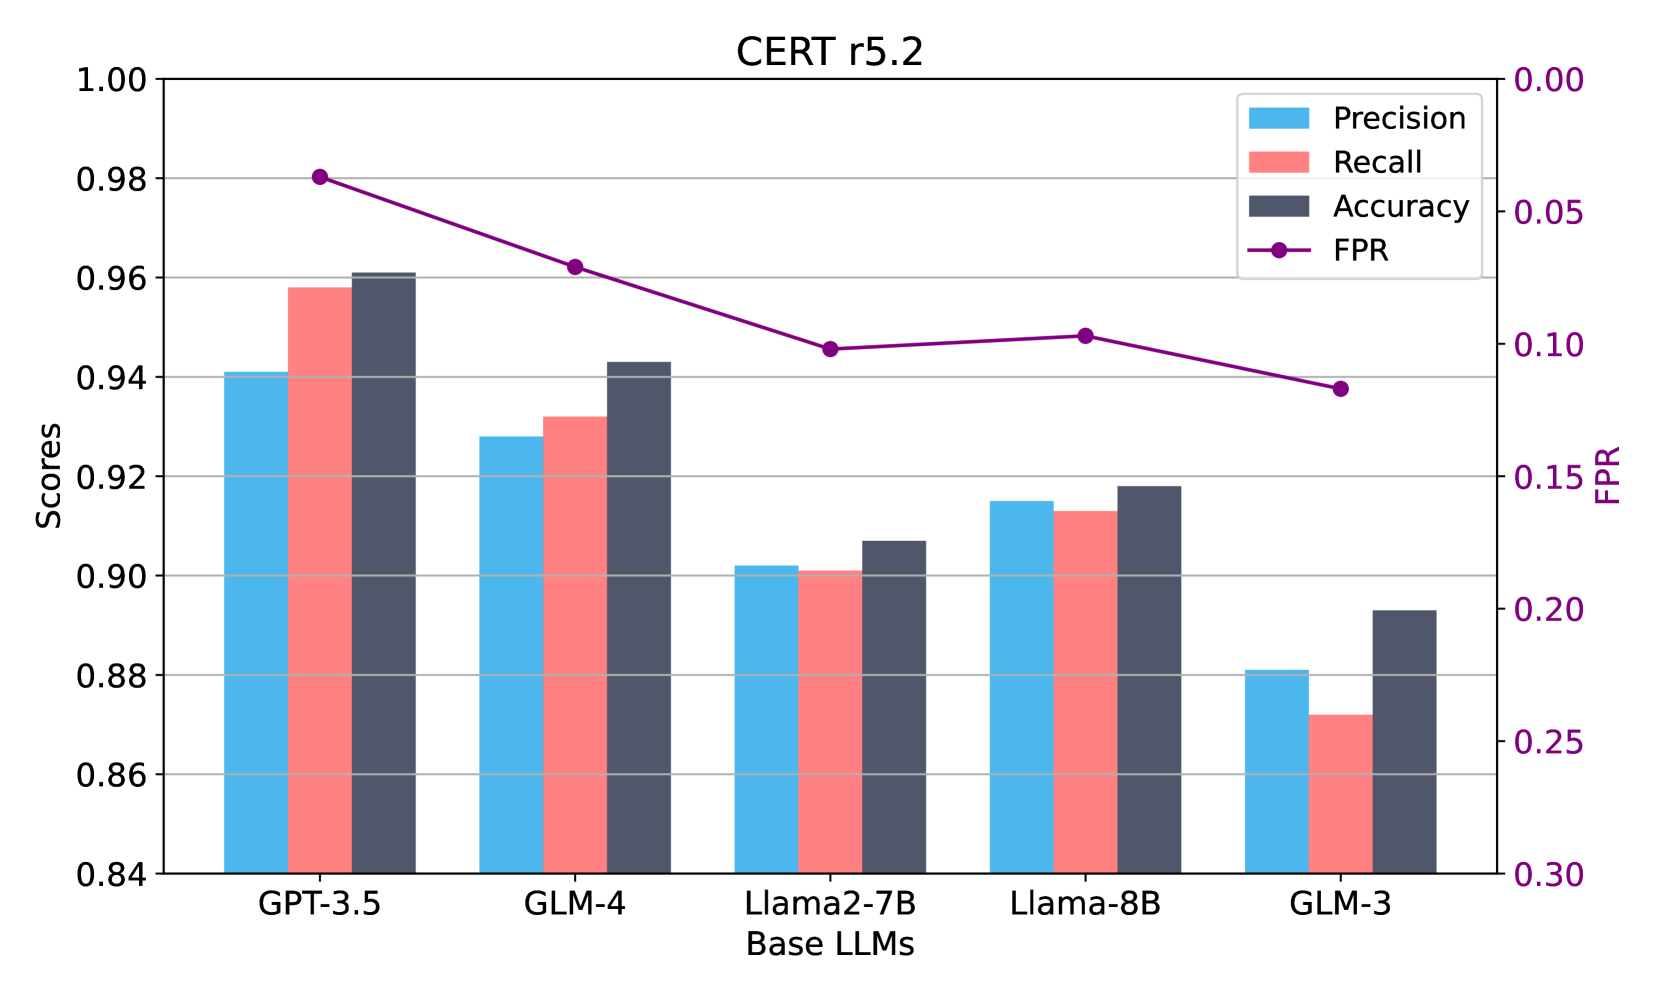 CERT r5.2
1.00
0.98
0.96
0.94
0.92
0.90
0.88
0.86
0.84
Scores
0.00
0.05
0.10
0.15
0.20
0.25
0.30
FPR
Precision
Recall
Accuracy
FPR
GPT-3.5 GLM-4 Llama2-7B Llama-8B GLM-3
Base LLMs